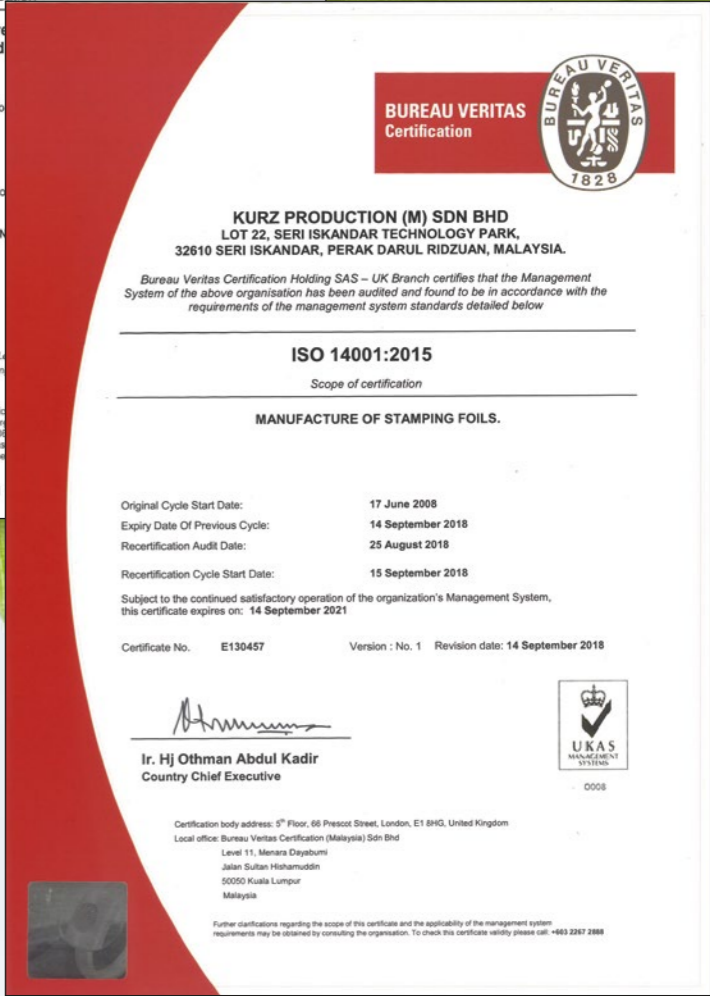 BUREAU VERITAS
Certification
BUREAU VERITAS
1828
KURZ PRODUCTION (M) SDN BHD
LOT 22, SERI ISKANDAR TECHNOLOGY PARK,
32610 SERI ISKANDAR, PERAK DARUL RIDZUAN, MALAYSIA.
Bureau Veritas Certification Holding SAS – UK Branch certifies that the Management
System of the above organisation has been audited and found to be in accordance with the
requirements of the management system standards detailed below
ISO 14001:2015
Scope of certification
MANUFACTURE OF STAMPING FOILS.
Original Cycle Start Date: 17 June 2008
Expiry Date Of Previous Cycle: 14 September 2018
Recertification Audit Date: 25 August 2018
Recertification Cycle Start Date: 15 September 2018
Subject to the continued satisfactory operation of the organization's Management System,
this certificate expires on: 14 September 2021
Certificate No. E130457 Version : No. 1 Revision date: 14 September 2018
Ir. Hj Othman Abdul Kadir
Country Chief Executive
UKAS
MANAGEMENT
SYSTEMS
0008
Certification body address: 5th Floor, 66 Prescot Street, London, E1 8HG, United Kingdom
Local office: Bureau Veritas Certification (Malaysia) Sdn Bhd
Level 11, Menara Dayabumi
Jalan Sultan Hishamuddin
50050 Kuala Lumpur
Malaysia
Further clarifications regarding the scope of this certificate and the applicability of the management system
requirements may be obtained by consulting the organisation. To check this certificate validity please call: +603 2267 2888